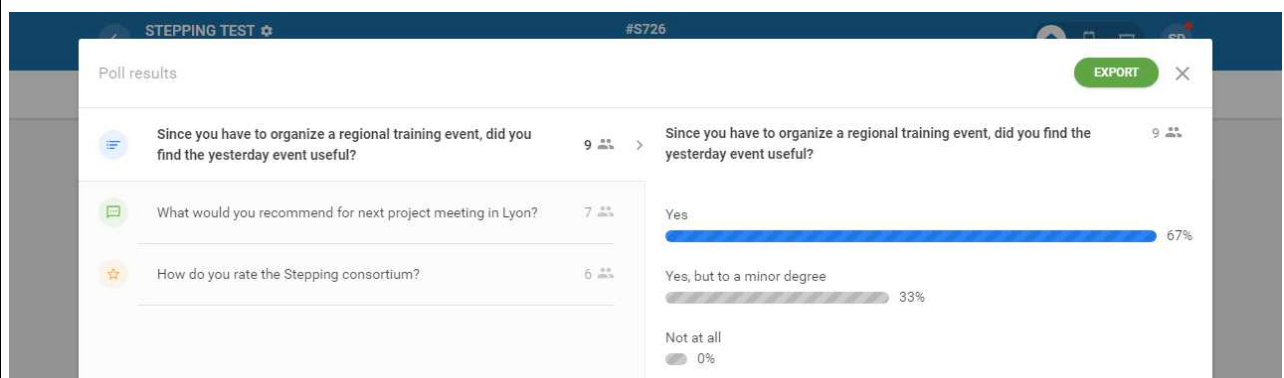 STEPPING TEST
#S726
SP
Poll results
EXPORT
Since you have to organize a regional training event, did you
find the yesterday event useful?
9
What would you recommend for next project meeting in Lyon?
7
How do you rate the Stepping consortium?
6
Since you have to organize a regional training event, did you find the
yesterday event useful?
9
Yes
67%
Yes, but to a minor degree
33%
Not at all
0%